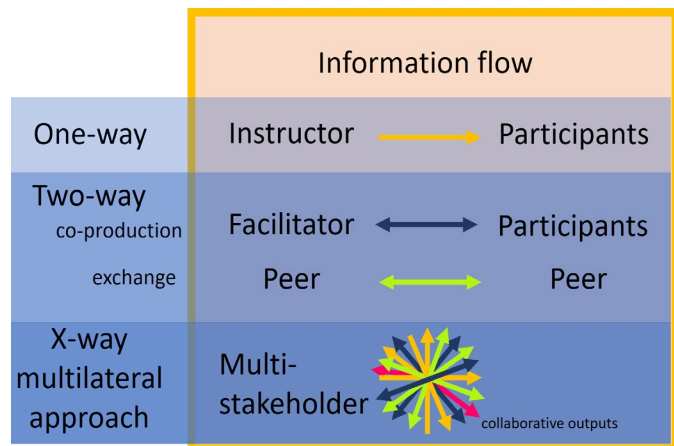 Information flow
One-way
Instructor
Participants
Two-way
co-production
Facilitator
Participants
exchange
Peer
Peer
X-way
multilateral
approach
Multi-
stakeholder
collaborative outputs